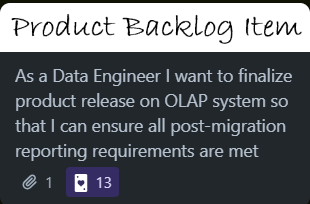 Product Backlog Item
As a Data Engineer I want to finalize
product release on OLAP system so
that I can ensure all post-migration
reporting requirements are met
1 13